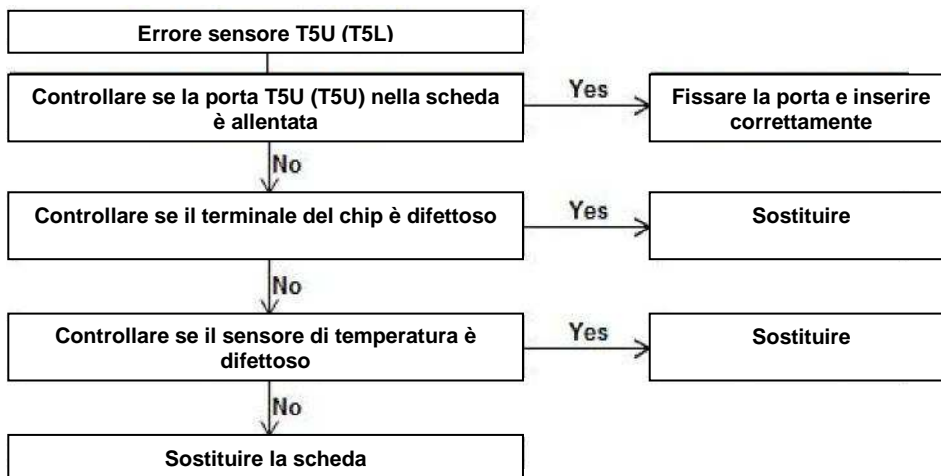 Errore sensore T5U (T5L)
Controllare se la porta T5U (T5U) nella scheda
è allentata
Yes
Fissare la porta e inserire
correttamente
No
Controllare se il terminale del chip è difettoso
Yes
Sostituire
No
Controllare se il sensore di temperatura è
difettoso
Yes
Sostituire
No
Sostituire la scheda